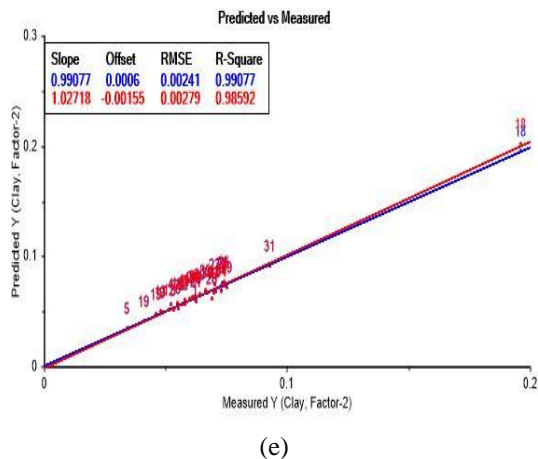 Predicted vs Measured
0.3
Slope Offset RMSE R-Square
0.99077 0.0006 0.00241 0.99077
1.02718 -0.00155 0.00279 0.98592
0.2
18
18
31
0.1
5
19
0
Predicted Y (Clay, Factor-2)
0 0.1 0.2
Measured Y (Clay, Factor-2)
(e)